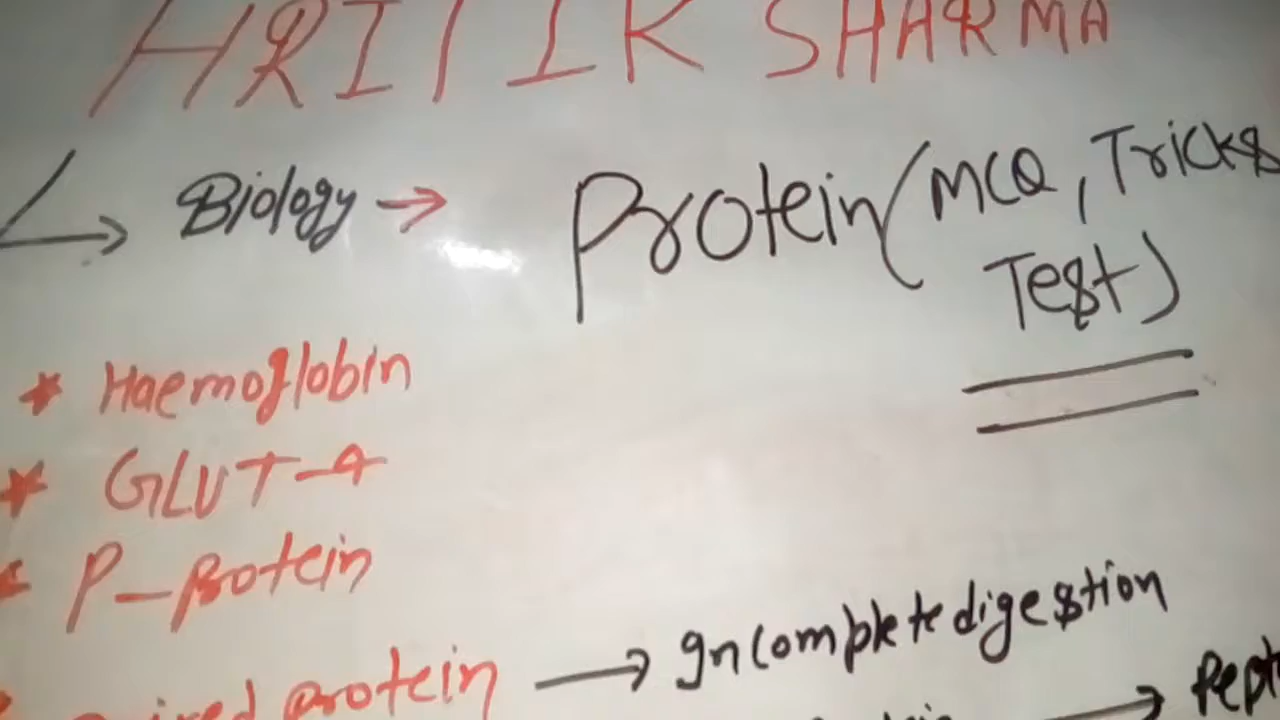 HRITIK SHARMA
Biology → Protein (MCQ, Tricks
Test)
* Haemoglobin
* GLUT-4
* P-protein
protein → Incomplete digestion